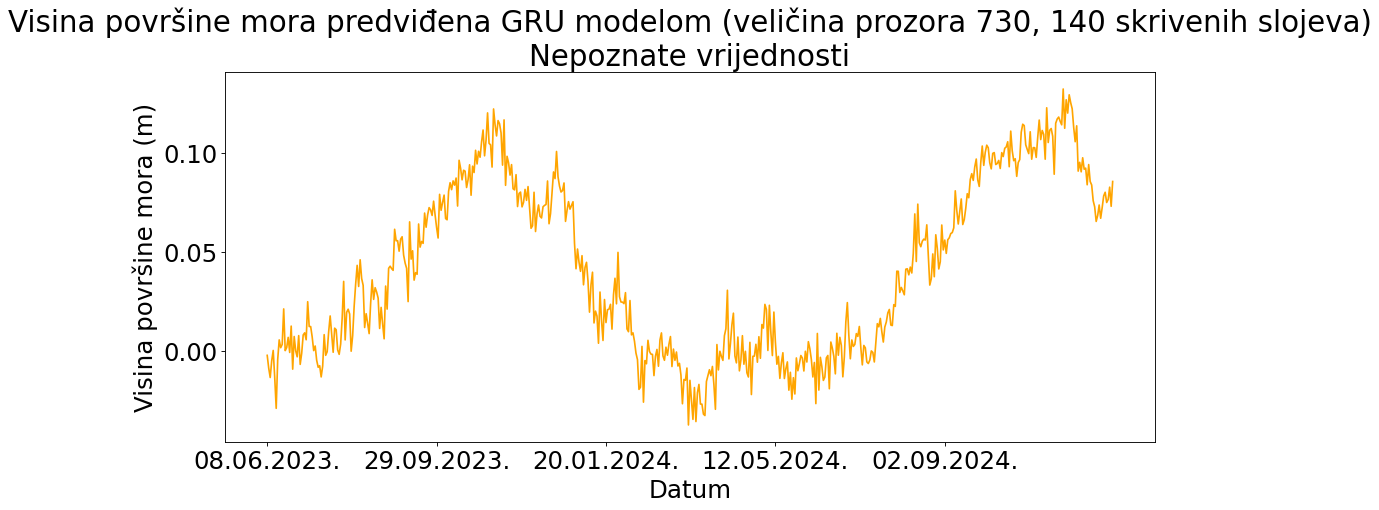 Visina površine mora predviđena GRU modelom (veličina prozora 730, 140 skrivenih slojeva)
Nepoznate vrijednosti
Visina površine mora (m)
0.10
0.05
0.00
08.06.2023. 29.09.2023. 20.01.2024. 12.05.2024. 02.09.2024.
Datum